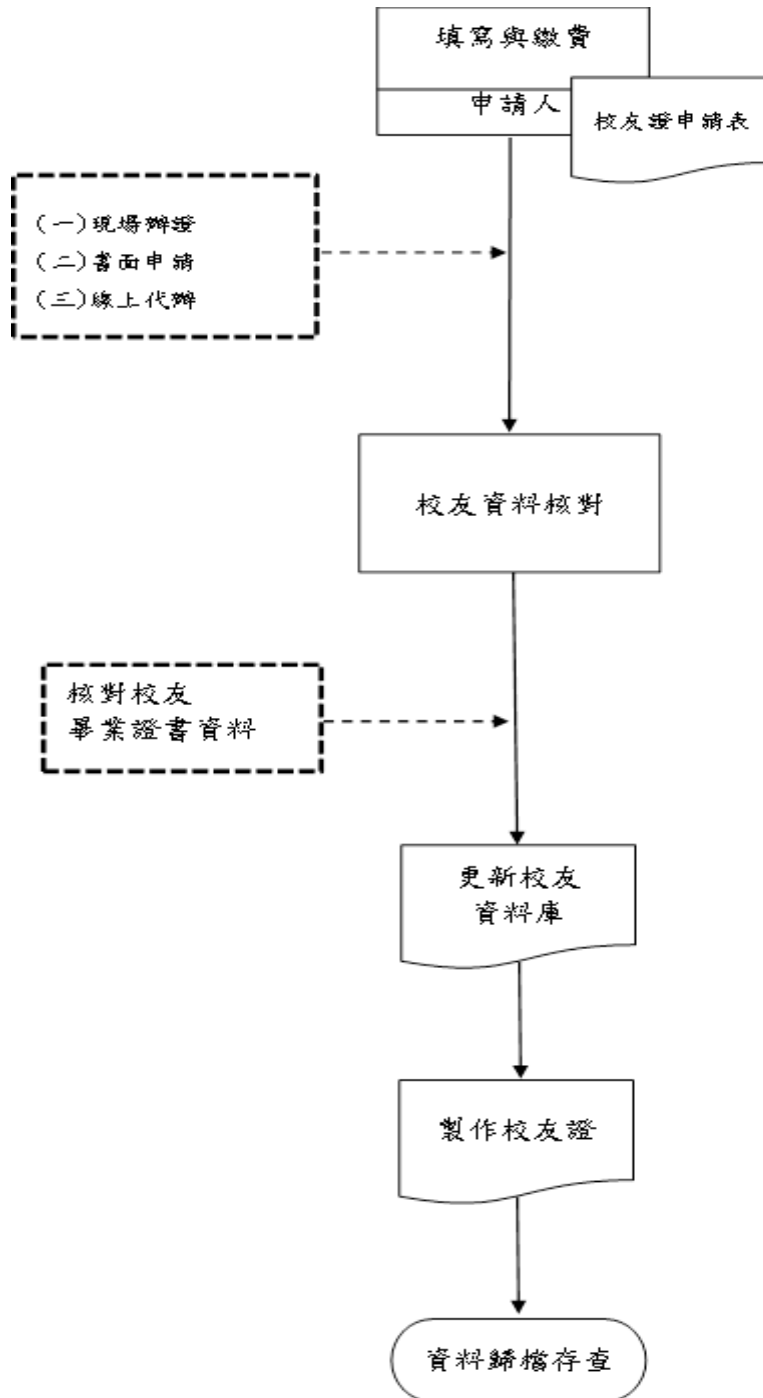 填寫與繳費
申請人
校友證申請表
(一)現場辦證
(二)書面申請
(三)線上代辦
校友資料核對
核對校友
畢業證書資料
更新校友
資料庫
製作校友證
資料歸檔存查